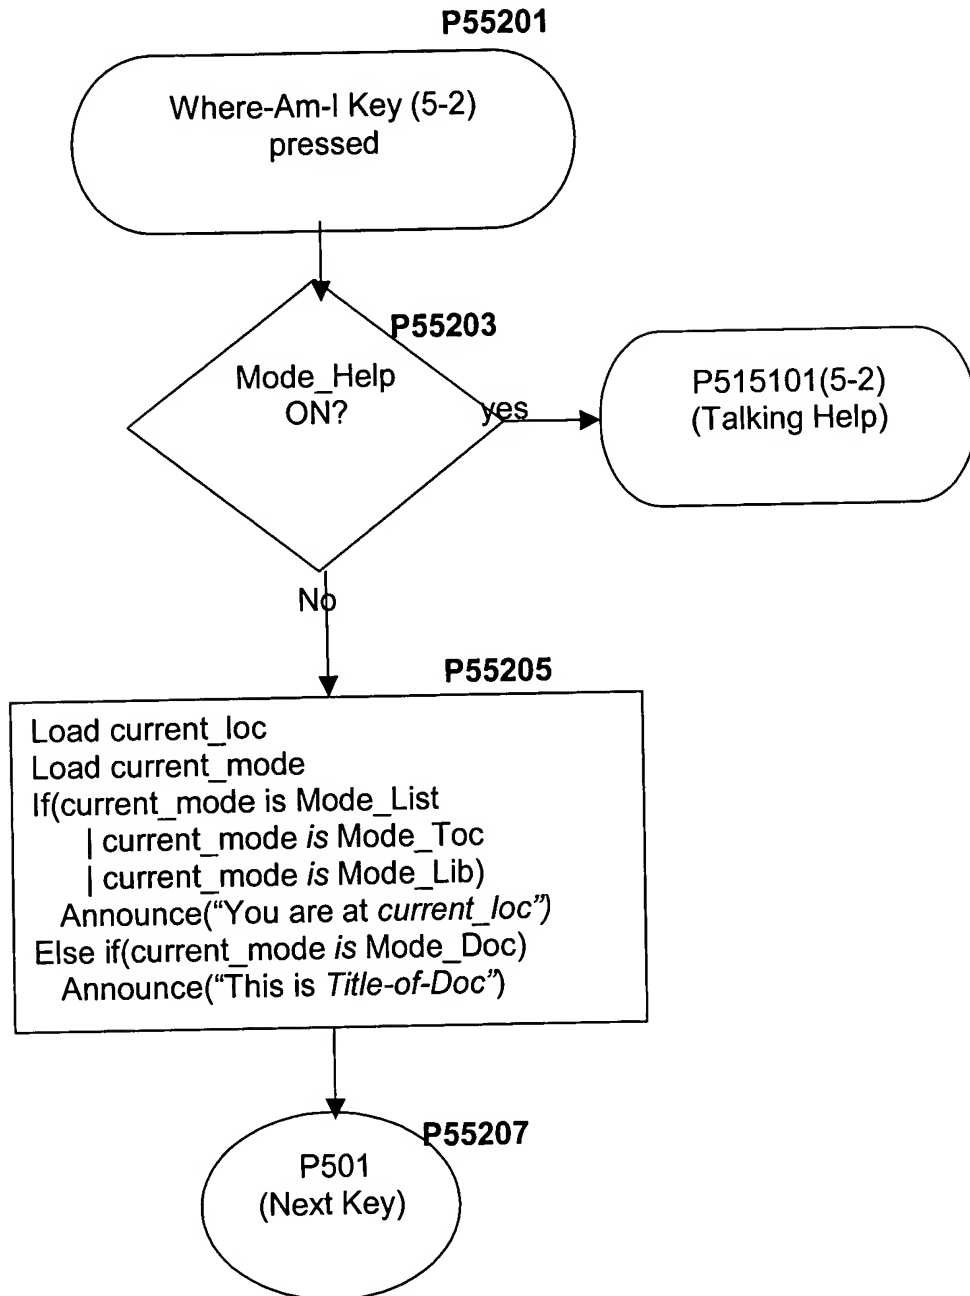 P55201
Where-Am-I Key (5-2)
pressed
P55203
Mode_Help
ON?
yes
P515101(5-2)
(Talking Help)
No
P55205
Load current_loc
Load current_mode
If(current_mode is Mode_List
| current_mode is Mode_Toc
| current_mode is Mode_Lib)
Announce(“You are at current_loc”)
Else if(current_mode is Mode_Doc)
Announce(“This is Title-of-Doc”)
P55207
P501
(Next Key)